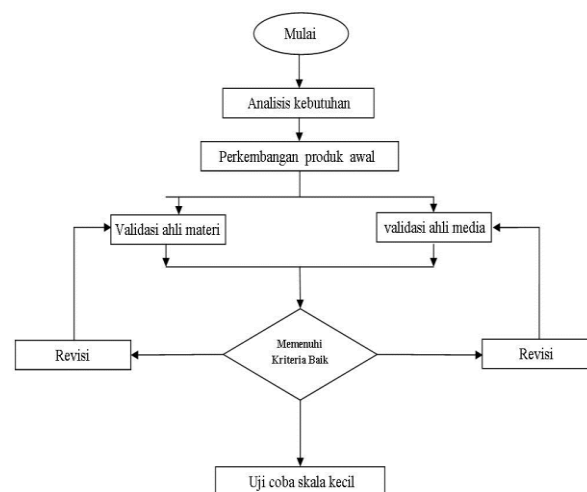 Mulai
Analisis kebutuhan
Perkembangan produk awal
Validasi ahli materi
validasi ahli media
Memenuhi
Kriteria Baik
Revisi
Revisi
Uji coba skala kecil